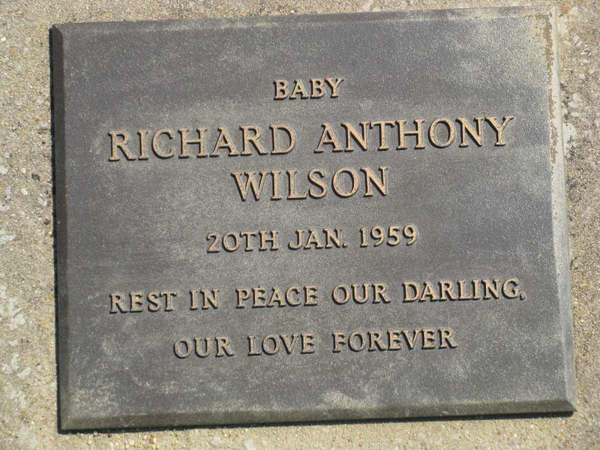 BABY
RICHARD ANTHONY
WILSON
20TH JAN. 1959
REST IN PEACE OUR DARLING,
OUR LOVE FOREVER